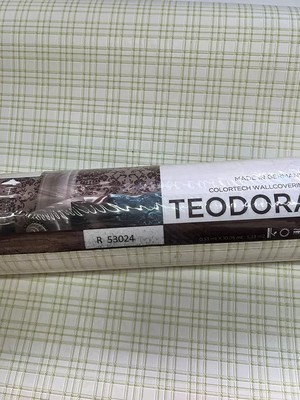 MADE IN GERMANY
COLORTECH WALLCOVERING
TEODORA
R 53024